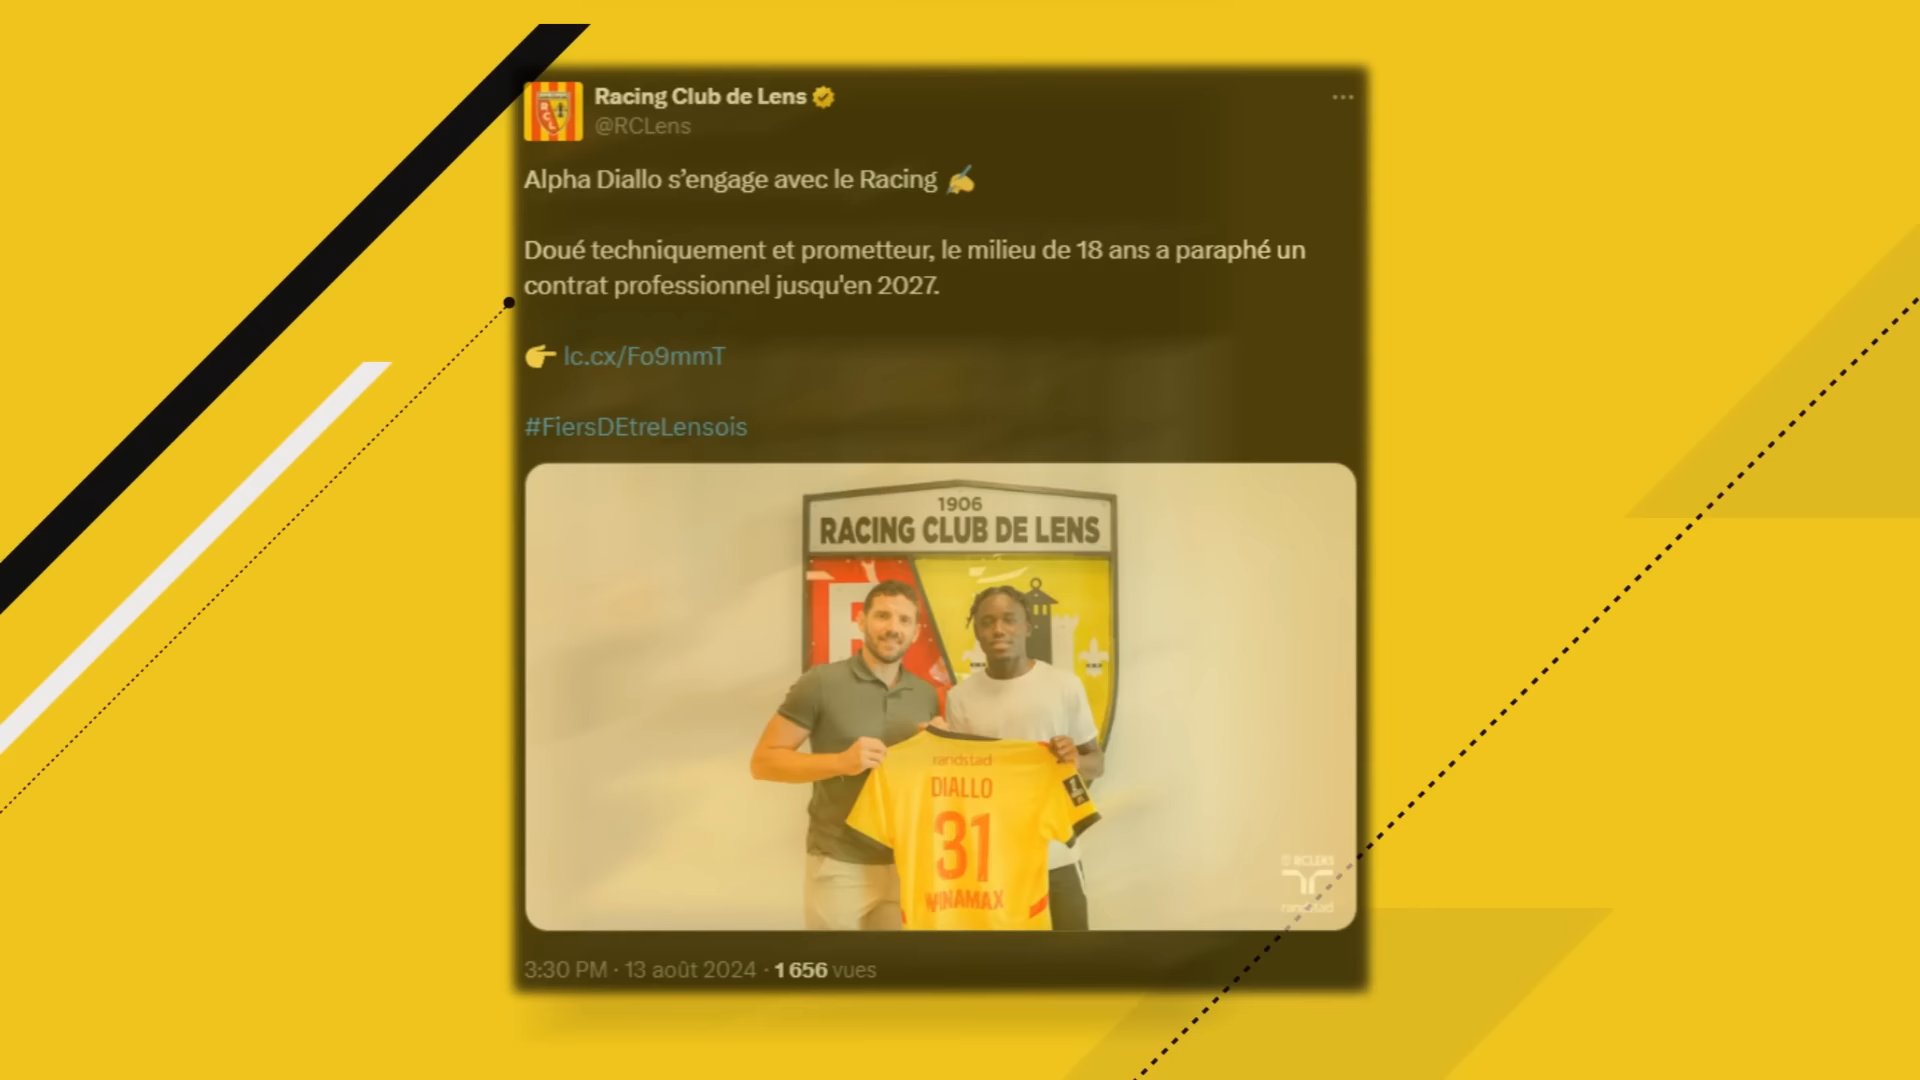 Racing Club de Lens
@RCLens
Alpha Diallo s’engage avec le Racing
Doué techniquement et prometteur, le milieu de 18 ans a paraphé un
contrat professionnel jusqu'en 2027.
lc.cx/Fo9mmT
#FiersDEtreLensois
1906
RACING CLUB DE LENS
randstad
DIALLO
31
WINAMAX
© RCLENS
randstad
3:30 PM · 13 août 2024 · 1 656 vues